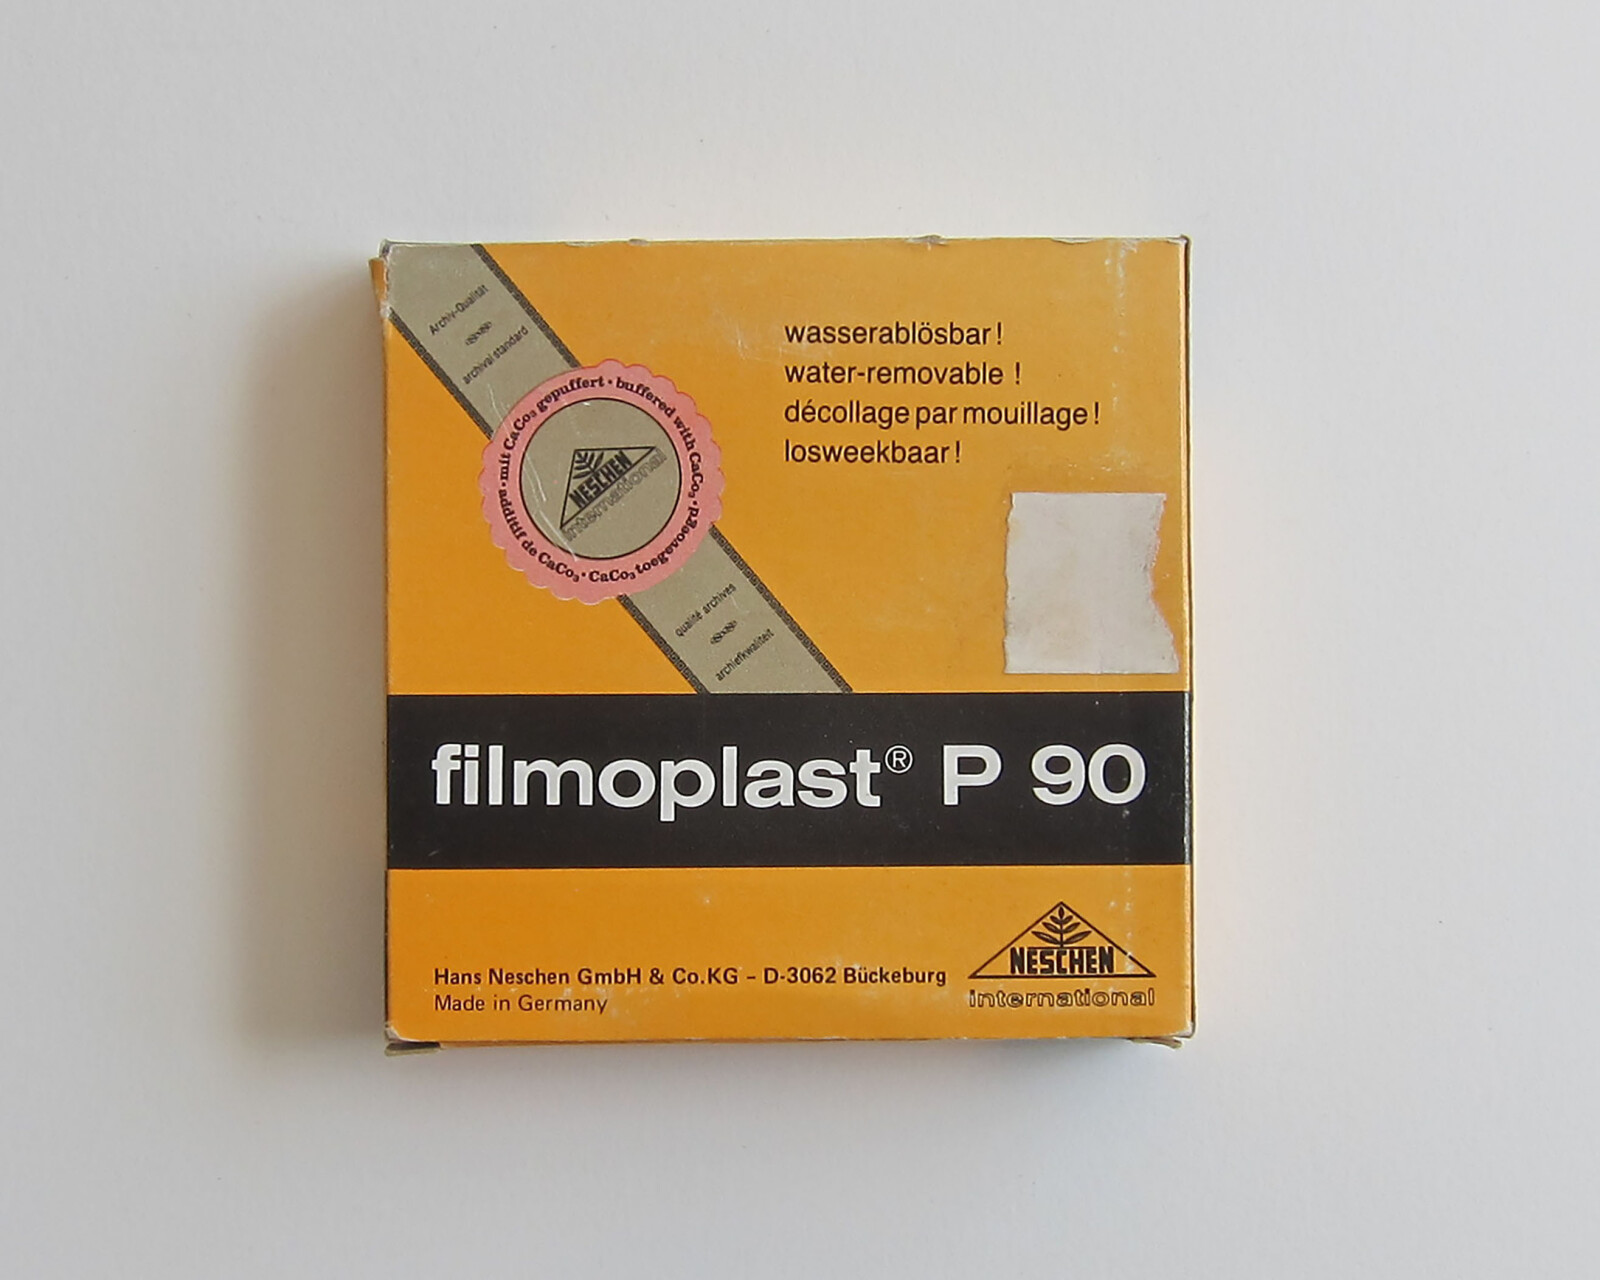 Archiv-Qualität
archival standard
mit CaCo₃ gepuffert · buffered with CaCo₃ · CaCo₃ toegevoegd · additif de CaCo₃ ·
NESCHEN
international
qualité archives
archiefkwaliteit
wasserablösbar!
water-removable !
décollage par mouillage!
losweekbaar!
filmoplast® P 90
Hans Neschen GmbH & Co.KG – D-3062 Bückeburg
Made in Germany
NESCHEN
international